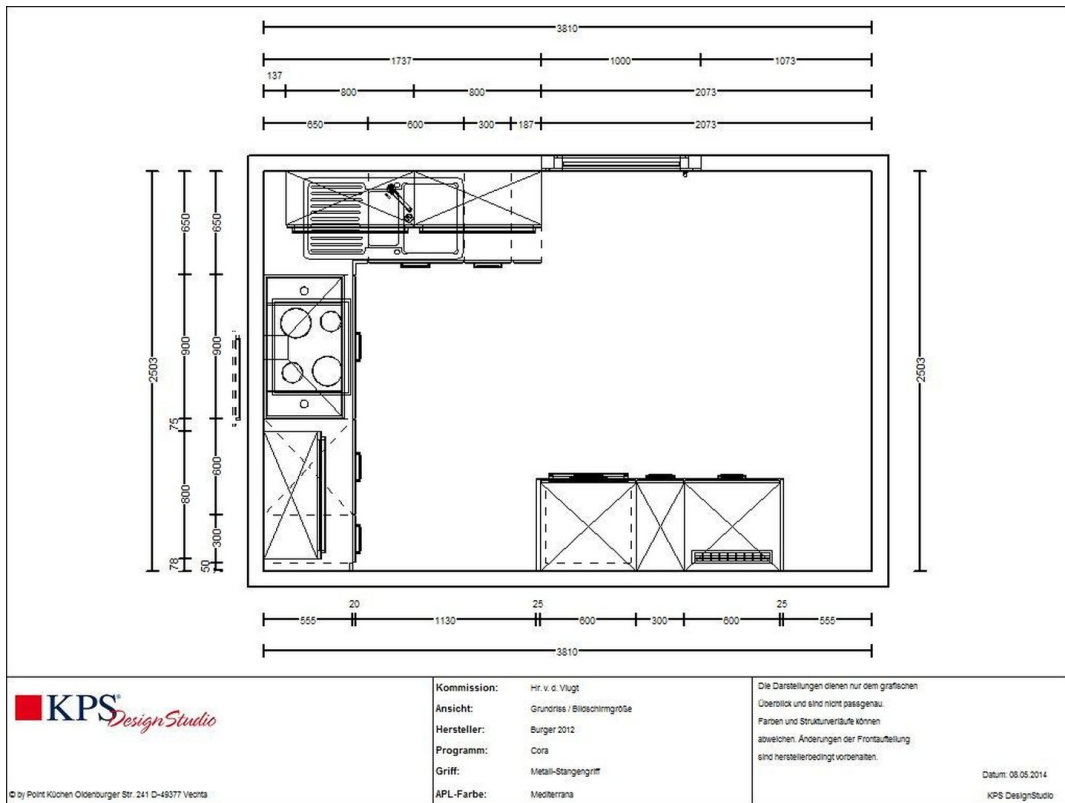 3810
1737 1000 1073
137
800 800 2073
650 600 300 187 2073
650 650
900 900
2503 2503
75
600
800
300
78 50
20 25 25
555 1130 600 300 600 555
3810
KPS® DesignStudio
© by Point Küchen Oldenburger Str. 241 D-49377 Vechta
Kommission: Hr. v. d. Vlugt
Ansicht: Grundriss / Bildschirmgröße
Hersteller: Burger 2012
Programm: Cora
Griff: Metall-Stangengriff
APL-Farbe: Mediterrana
Die Darstellungen dienen nur dem grafischen
Überblick und sind nicht passgenau.
Farben und Strukturverläufe können
abweichen. Änderungen der Frontaufteilung
sind herstellerbedingt vorbehalten.
Datum: 08.05.2014
KPS DesignStudio